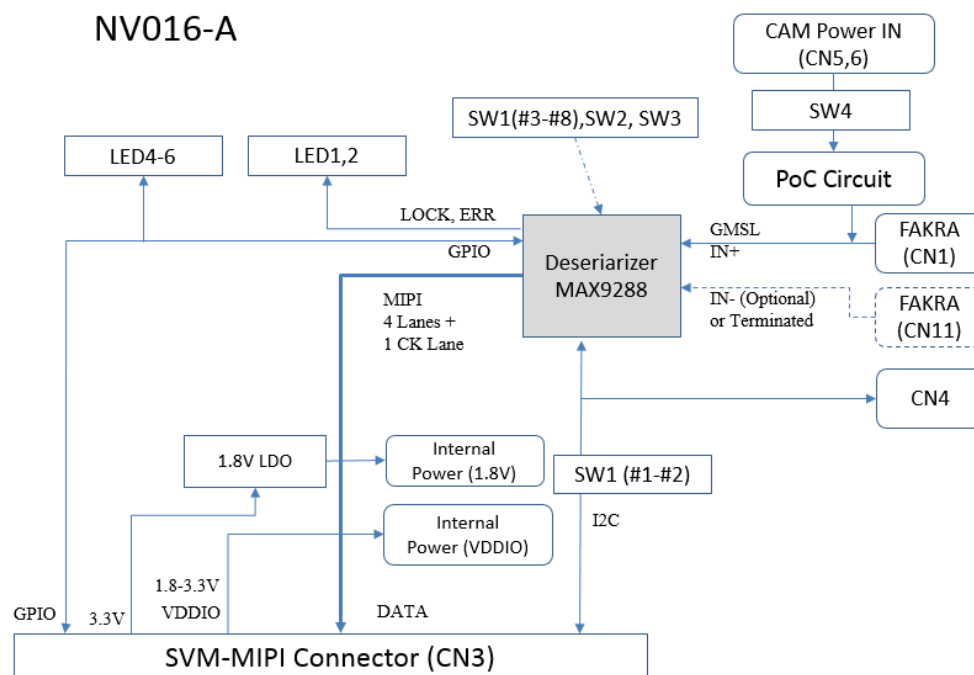 NV016-A
CAM Power IN
(CN5,6)
SW1(#3-#8),SW2, SW3
SW4
LED4-6
LED1,2
PoC Circuit
LOCK, ERR
GPIO
GMSL
IN+
FAKRA
(CN1)
Deseriarizer
MAX9288
MIPI
4 Lanes +
1 CK Lane
IN- (Optional)
or Terminated
FAKRA
(CN11)
CN4
1.8V LDO
Internal
Power (1.8V)
SW1 (#1-#2)
I2C
Internal
Power (VDDIO)
1.8-3.3V
VDDIO
GPIO
3.3V
DATA
SVM-MIPI Connector (CN3)